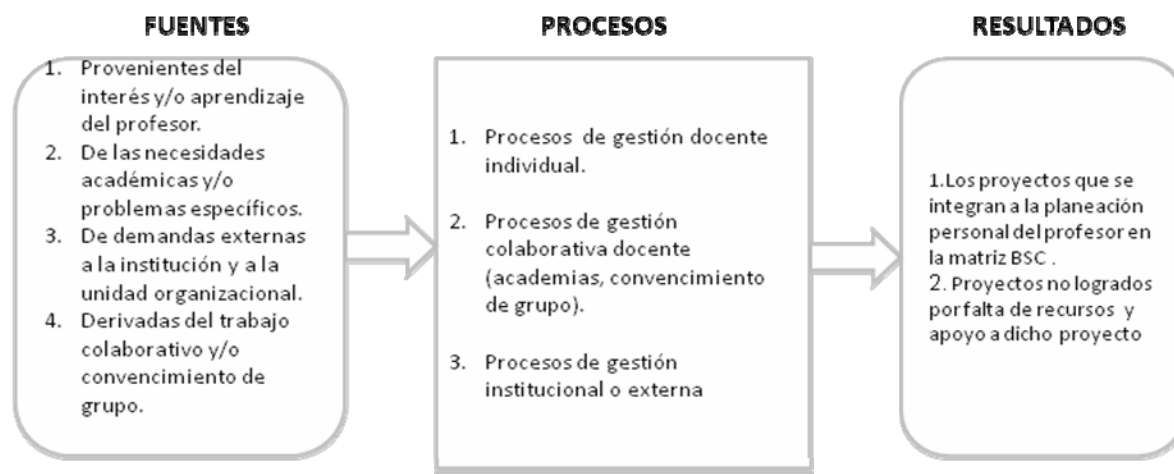 FUENTES
1. Provenientes del
interés y/o aprendizaje
del profesor.
2. De las necesidades
académicas y/o
problemas específicos.
3. De demandas externas
a la institución y a la
unidad organizacional.
4. Derivadas del trabajo
colaborativo y/o
convencimiento de
grupo.
PROCESOS
1. Procesos de gestión docente
individual.
2. Procesos de gestión
colaborativa docente
(academias, convencimiento
de grupo).
3. Procesos de gestión
institucional o externa
RESULTADOS
1.Los proyectos que se
integran a la planeación
personal del profesor en
la matriz BSC .
2. Proyectos no logrados
por falta de recursos y
apoyo a dicho proyecto